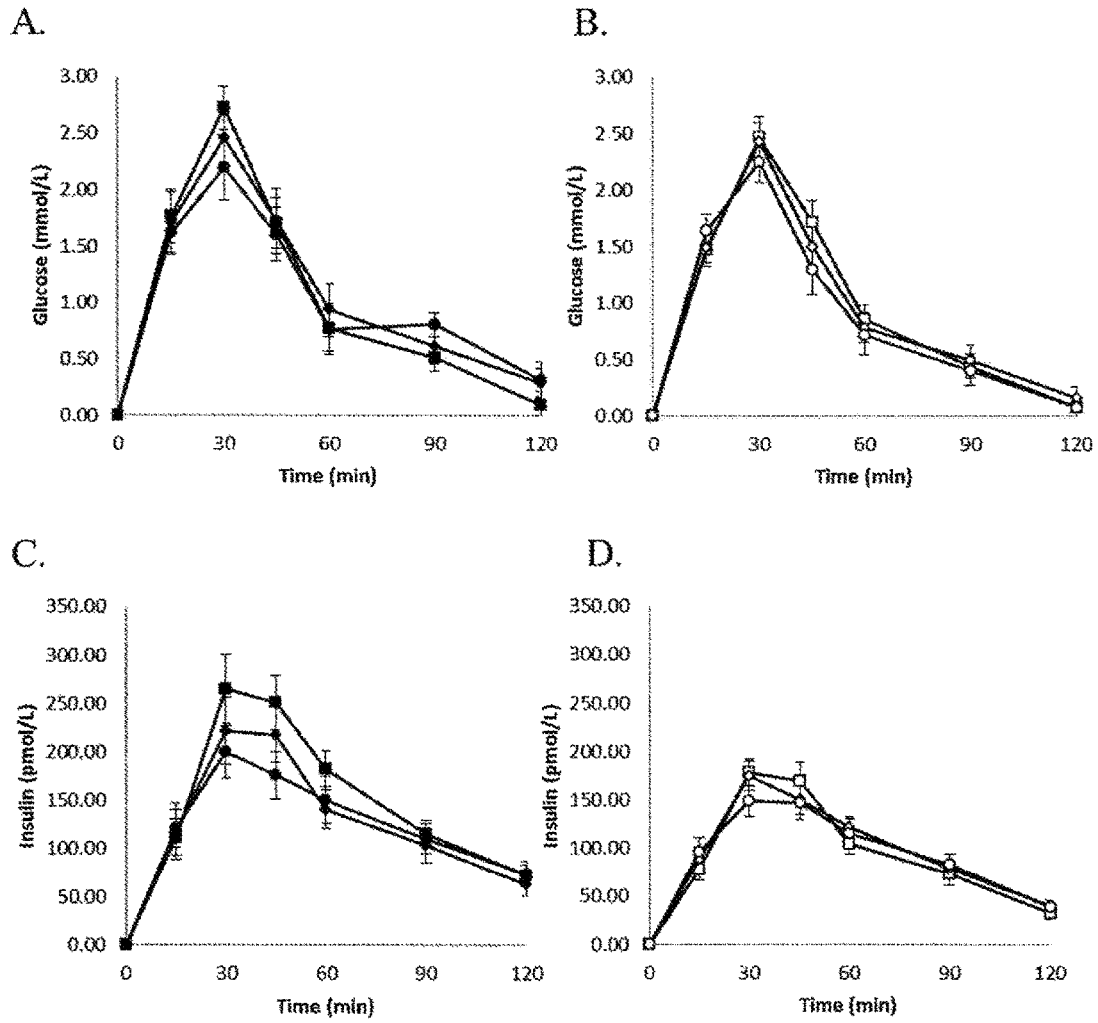 A.
3.00
2.50
2.00
1.50
1.00
0.50
0.00
Glucose (mmol/L)
0 30 60 90 120
Time (min)
B.
3.00
2.50
2.00
1.50
1.00
0.50
0.00
Glucose (mmol/L)
0 30 60 90 120
Time (min)
C.
350.00
300.00
250.00
200.00
150.00
100.00
50.00
0.00
Insulin (pmol/L)
0 30 60 90 120
Time (min)
D.
350.00
300.00
250.00
200.00
150.00
100.00
50.00
0.00
Insulin (pmol/L)
0 30 60 90 120
Time (min)